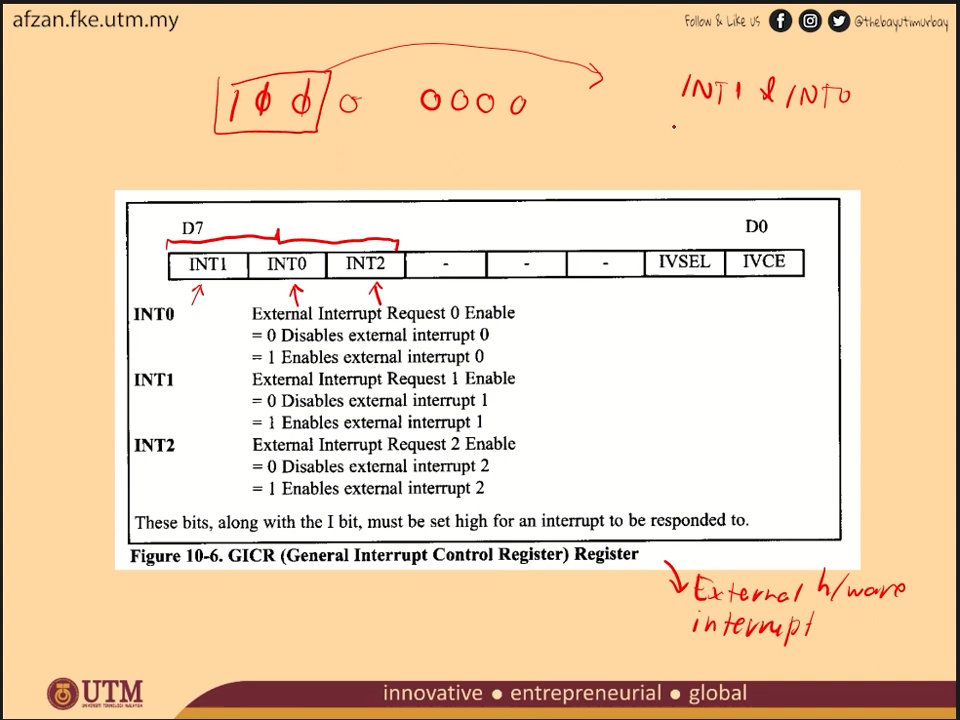 afzan.fke.utm.my
Follow & Like US @thebayutimurbay
100 0 0000
INT1 & INT0
D7 D0
INT1 INT0 INT2 - - - IVSEL IVCE
INT0 External Interrupt Request 0 Enable
= 0 Disables external interrupt 0
= 1 Enables external interrupt 0
INT1 External Interrupt Request 1 Enable
= 0 Disables external interrupt 1
= 1 Enables external interrupt 1
INT2 External Interrupt Request 2 Enable
= 0 Disables external interrupt 2
= 1 Enables external interrupt 2
These bits, along with the I bit, must be set high for an interrupt to be responded to.
Figure 10-6. GICR (General Interrupt Control Register) Register
External h/ware
interrupt
UTM
UNIVERSITI TEKNOLOGI MALAYSIA
innovative ● entrepreneurial ● global